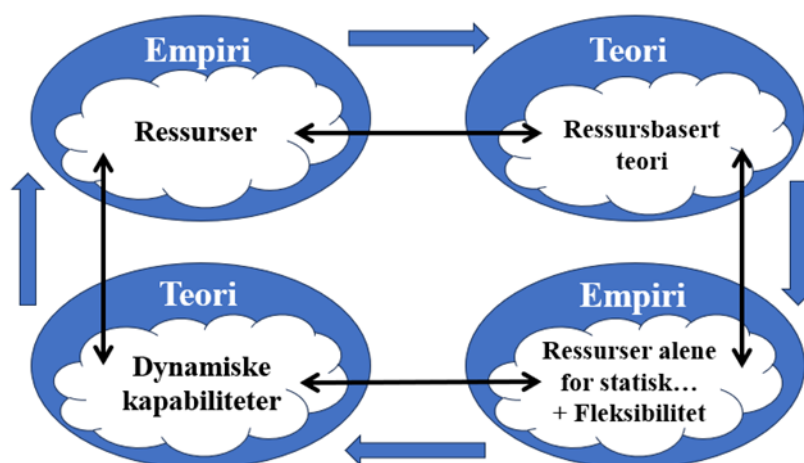 Empiri
Ressurser
Teori
Ressursbasert
teori
Teori
Dynamiske
kapabiliteter
Empiri
Ressurser alene
for statisk…
+ Fleksibilitet